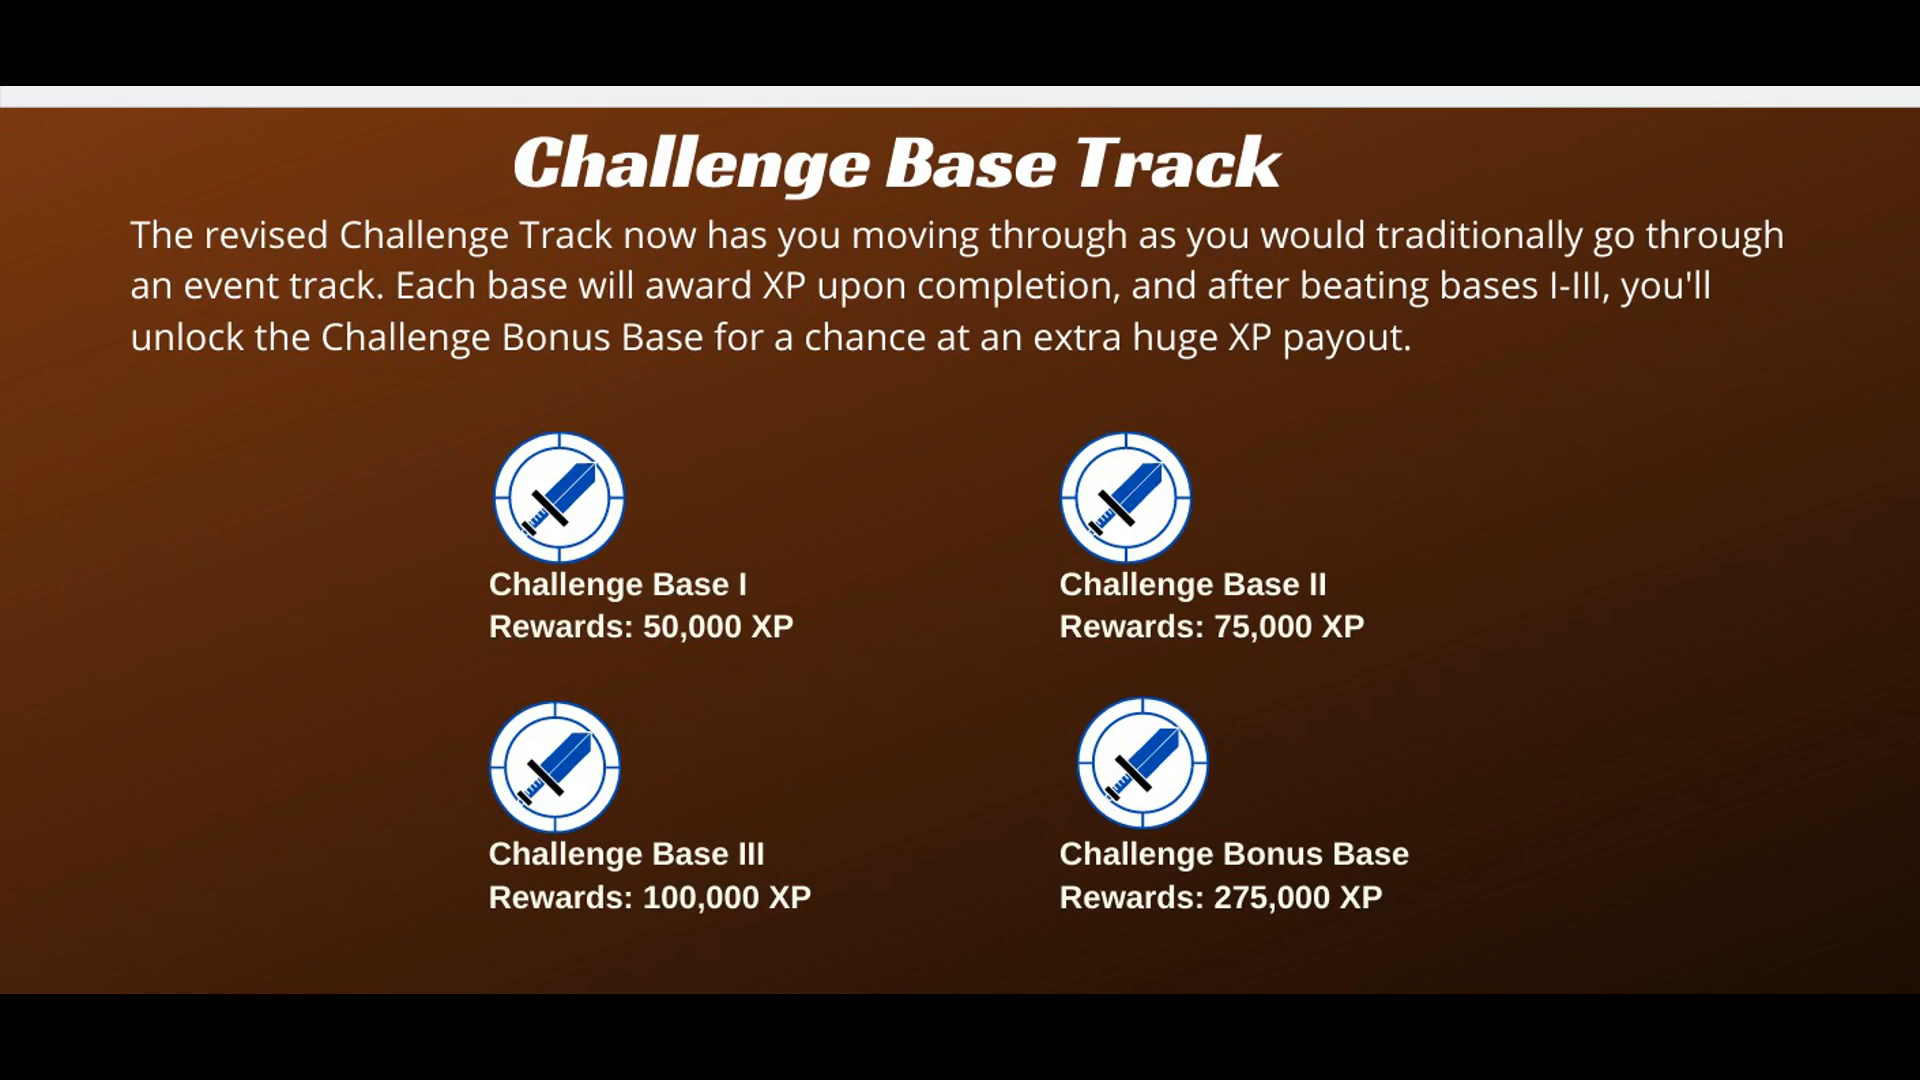 Challenge Base Track
The revised Challenge Track now has you moving through as you would traditionally go through
an event track. Each base will award XP upon completion, and after beating bases I-III, you'll
unlock the Challenge Bonus Base for a chance at an extra huge XP payout.
Challenge Base I
Rewards: 50,000 XP
Challenge Base II
Rewards: 75,000 XP
Challenge Base III
Rewards: 100,000 XP
Challenge Bonus Base
Rewards: 275,000 XP